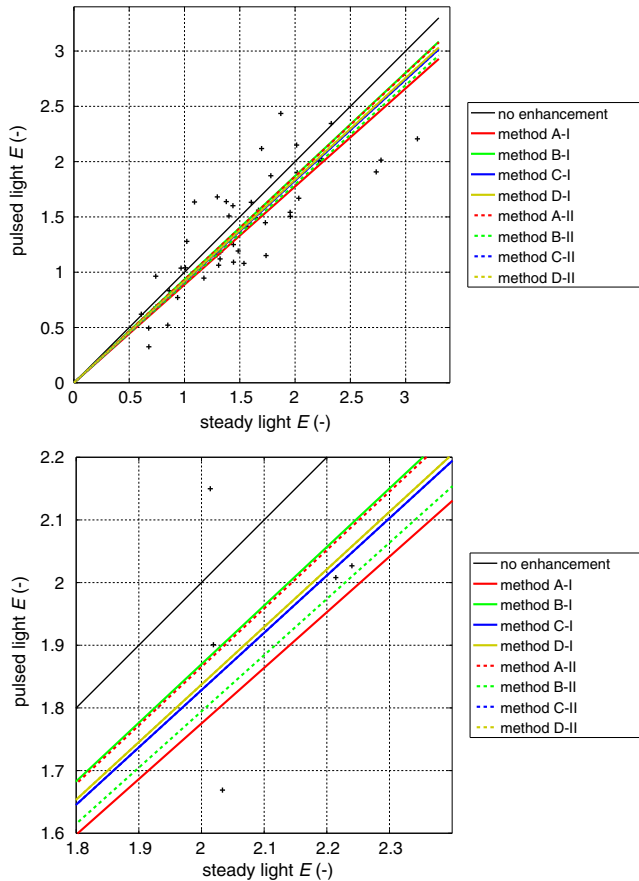 3
2.5
2
1.5
1
0.5
0
0
0.5
1
1.5
2
2.5
3
pulsed light E (-)
steady light E (-)
no enhancement
method A-I
method B-I
method C-I
method D-I
method A-II
method B-II
method C-II
method D-II
2.2
2.1
2
1.9
1.8
1.7
1.6
1.8
1.9
2
2.1
2.2
2.3
pulsed light E (-)
steady light E (-)
no enhancement
method A-I
method B-I
method C-I
method D-I
method A-II
method B-II
method C-II
method D-II